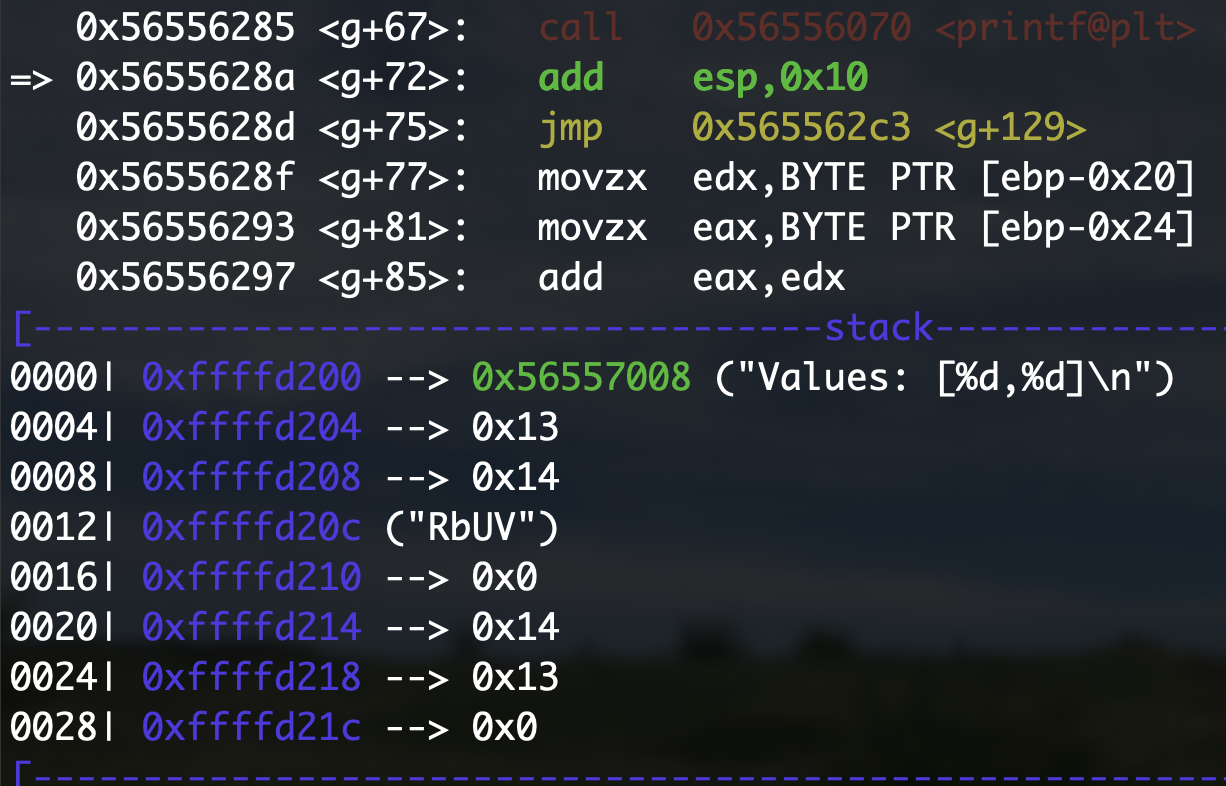 0x56556285 <g+67>: call 0x56556070 <printf@plt>
=> 0x5655628a <g+72>: add esp,0x10
0x5655628d <g+75>: jmp 0x565562c3 <g+129>
0x5655628f <g+77>: movzx edx,BYTE PTR [ebp-0x20]
0x56556293 <g+81>: movzx eax,BYTE PTR [ebp-0x24]
0x56556297 <g+85>: add eax,edx
[------------------------------------stack-------------
0000| 0xffffd200 --> 0x56557008 ("Values: [%d,%d]\n")
0004| 0xffffd204 --> 0x13
0008| 0xffffd208 --> 0x14
0012| 0xffffd20c ("RbUV")
0016| 0xffffd210 --> 0x0
0020| 0xffffd214 --> 0x14
0024| 0xffffd218 --> 0x13
0028| 0xffffd21c --> 0x0
[------------------------------------------------------